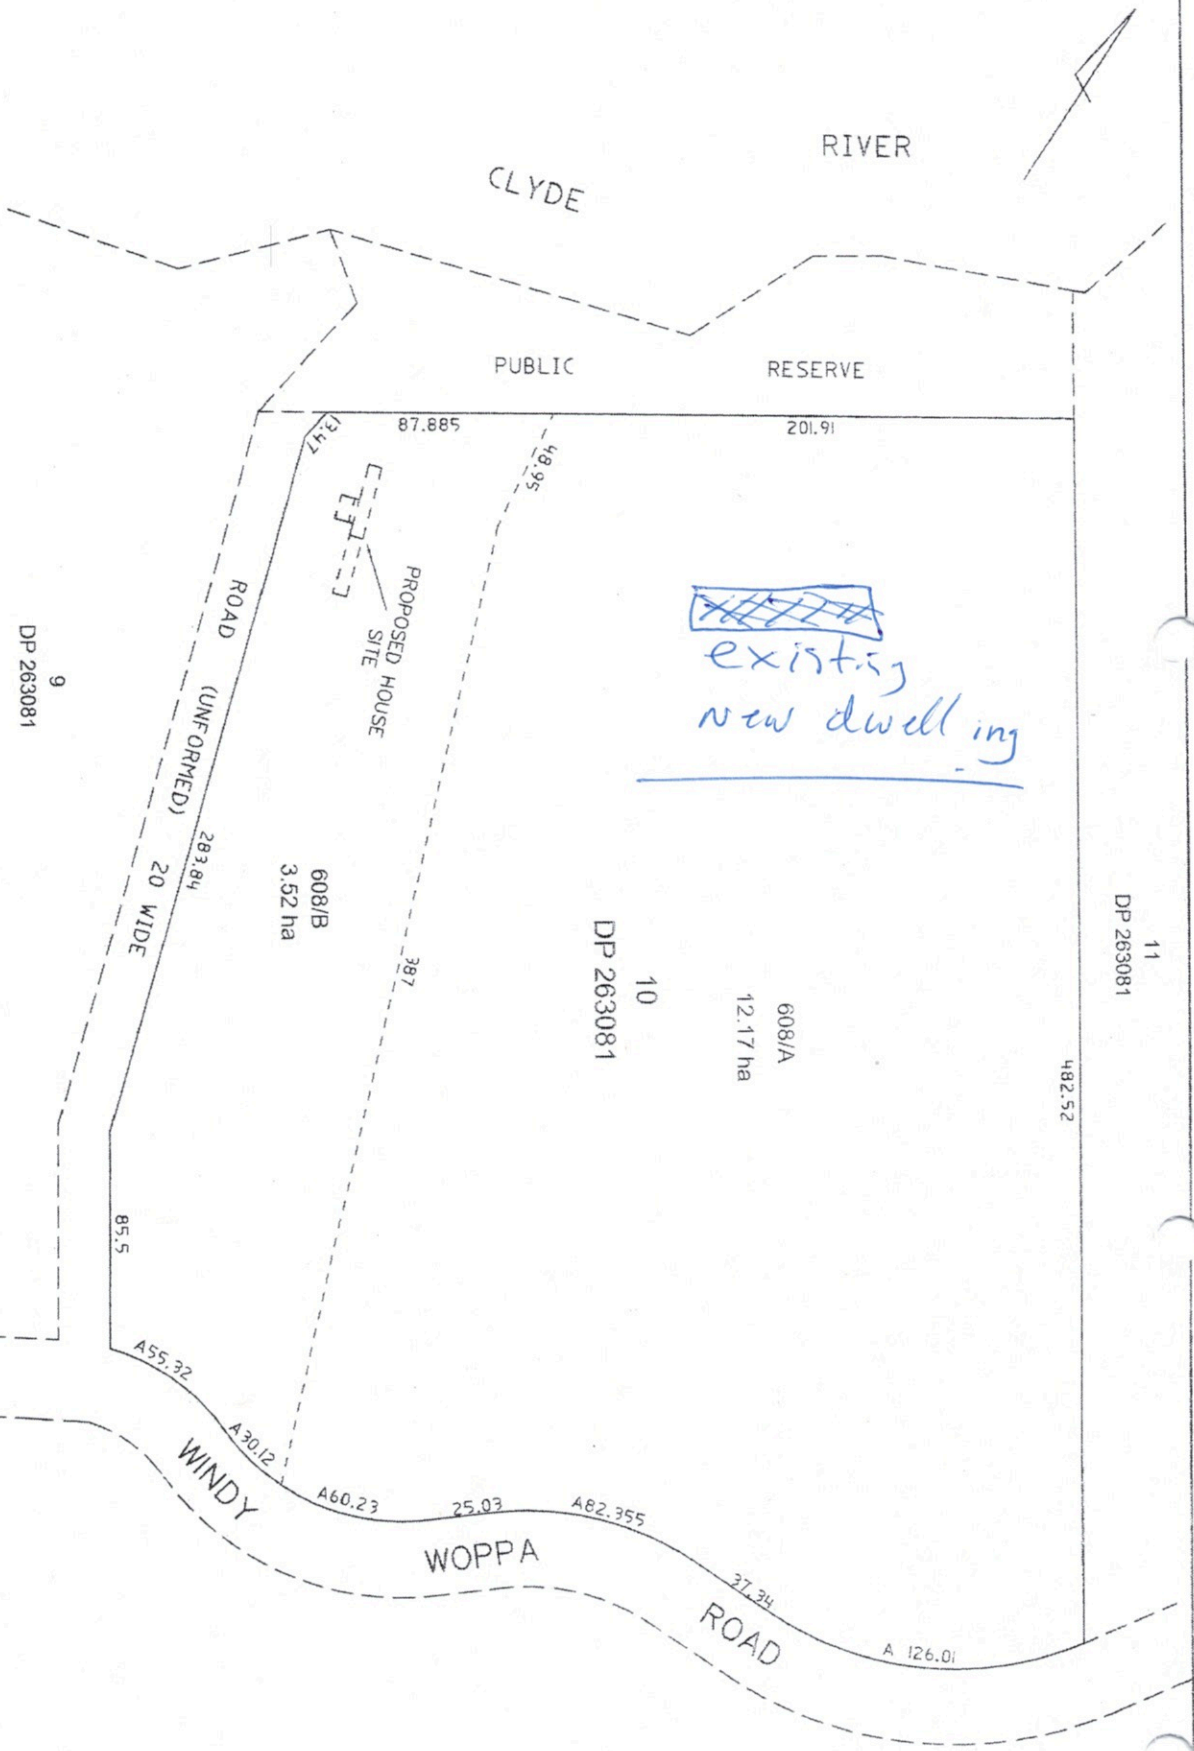 RIVER
CLYDE
PUBLIC RESERVE
13.47
87.885
201.91
48.95
PROPOSED HOUSE
SITE
existing
New dwelling
ROAD (UNFORMED) 20 WIDE
283.84
9
DP 263081
608/B
3.52 ha
387
10
DP 263081
608/A
12.17 ha
11
DP 263081
482.52
85.5
A55.32
A30.12
A60.23
25.03
A82.355
37.34
A 126.01
WINDY WOPPA ROAD